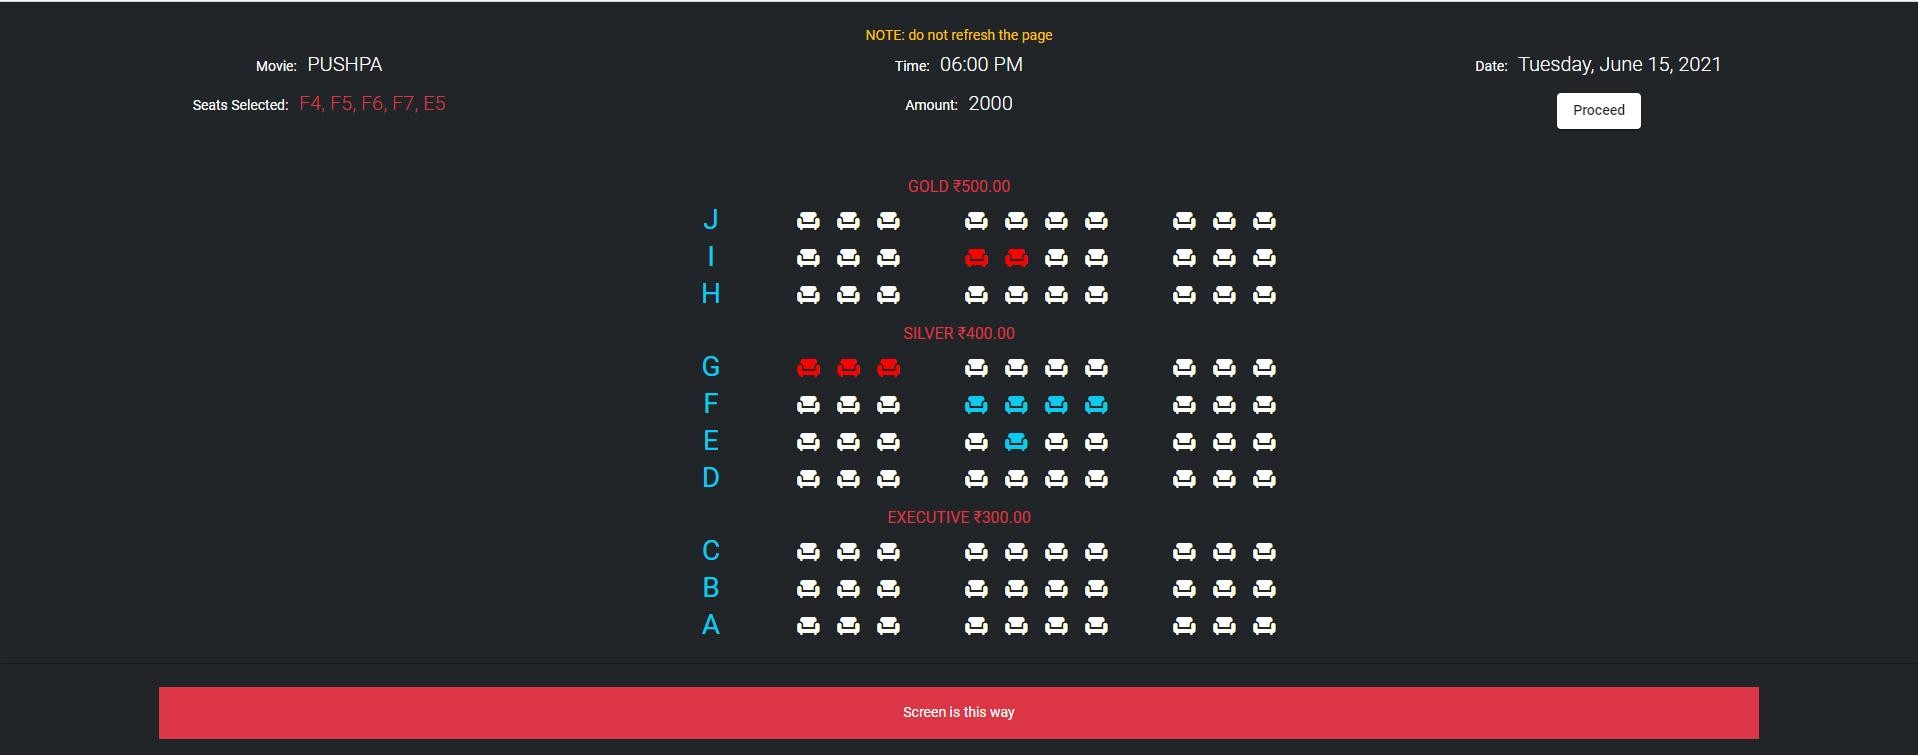 NOTE: do not refresh the page
Movie: PUSHPA Time: 06:00 PM Date: Tuesday, June 15, 2021
Seats Selected: F4, F5, F6, F7, E5 Amount: 2000 Proceed
GOLD ₹500.00
J
I
H
SILVER ₹400.00
G
F
E
D
EXECUTIVE ₹300.00
C
B
A
Screen is this way